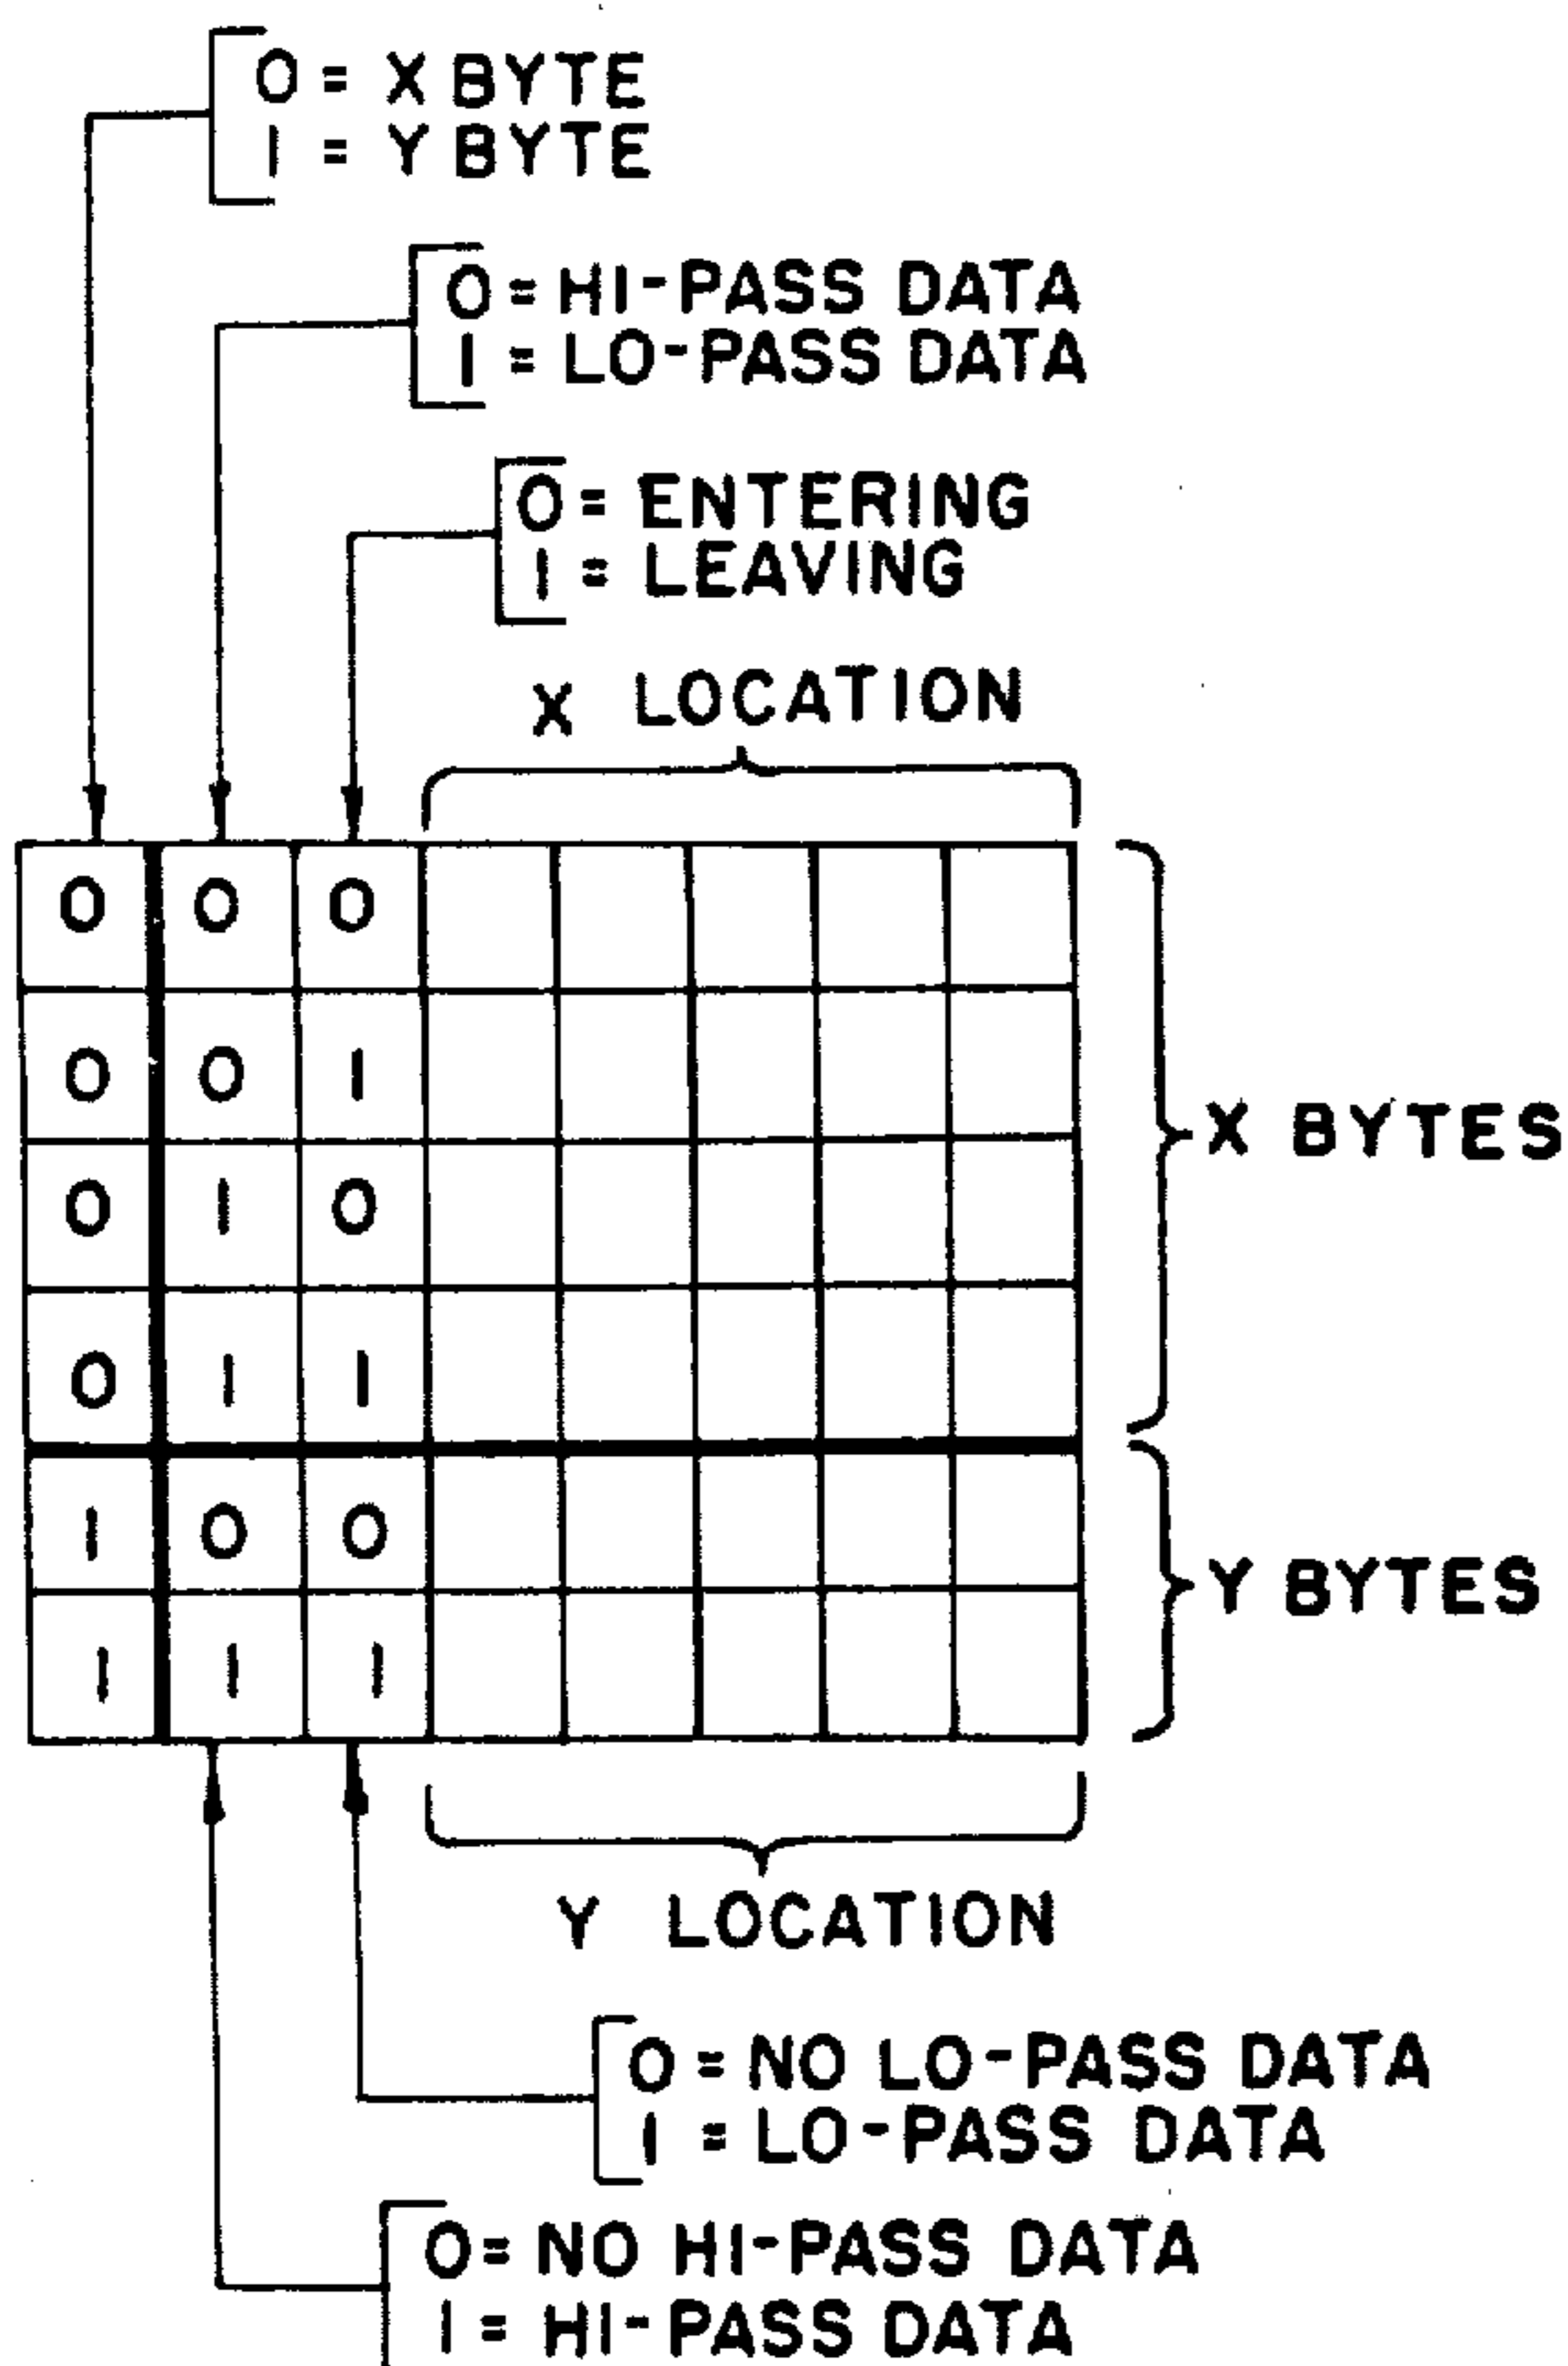 0 = X BYTE
1 = Y BYTE
0 = HI-PASS DATA
1 = LO-PASS DATA
0 = ENTERING
1 = LEAVING
X LOCATION
0 0 0
0 0 1
0 1 0
0 1 1
X BYTES
1 0 0
1 1 1
Y BYTES
Y LOCATION
0 = NO LO-PASS DATA
1 = LO-PASS DATA
0 = NO HI-PASS DATA
1 = HI-PASS DATA